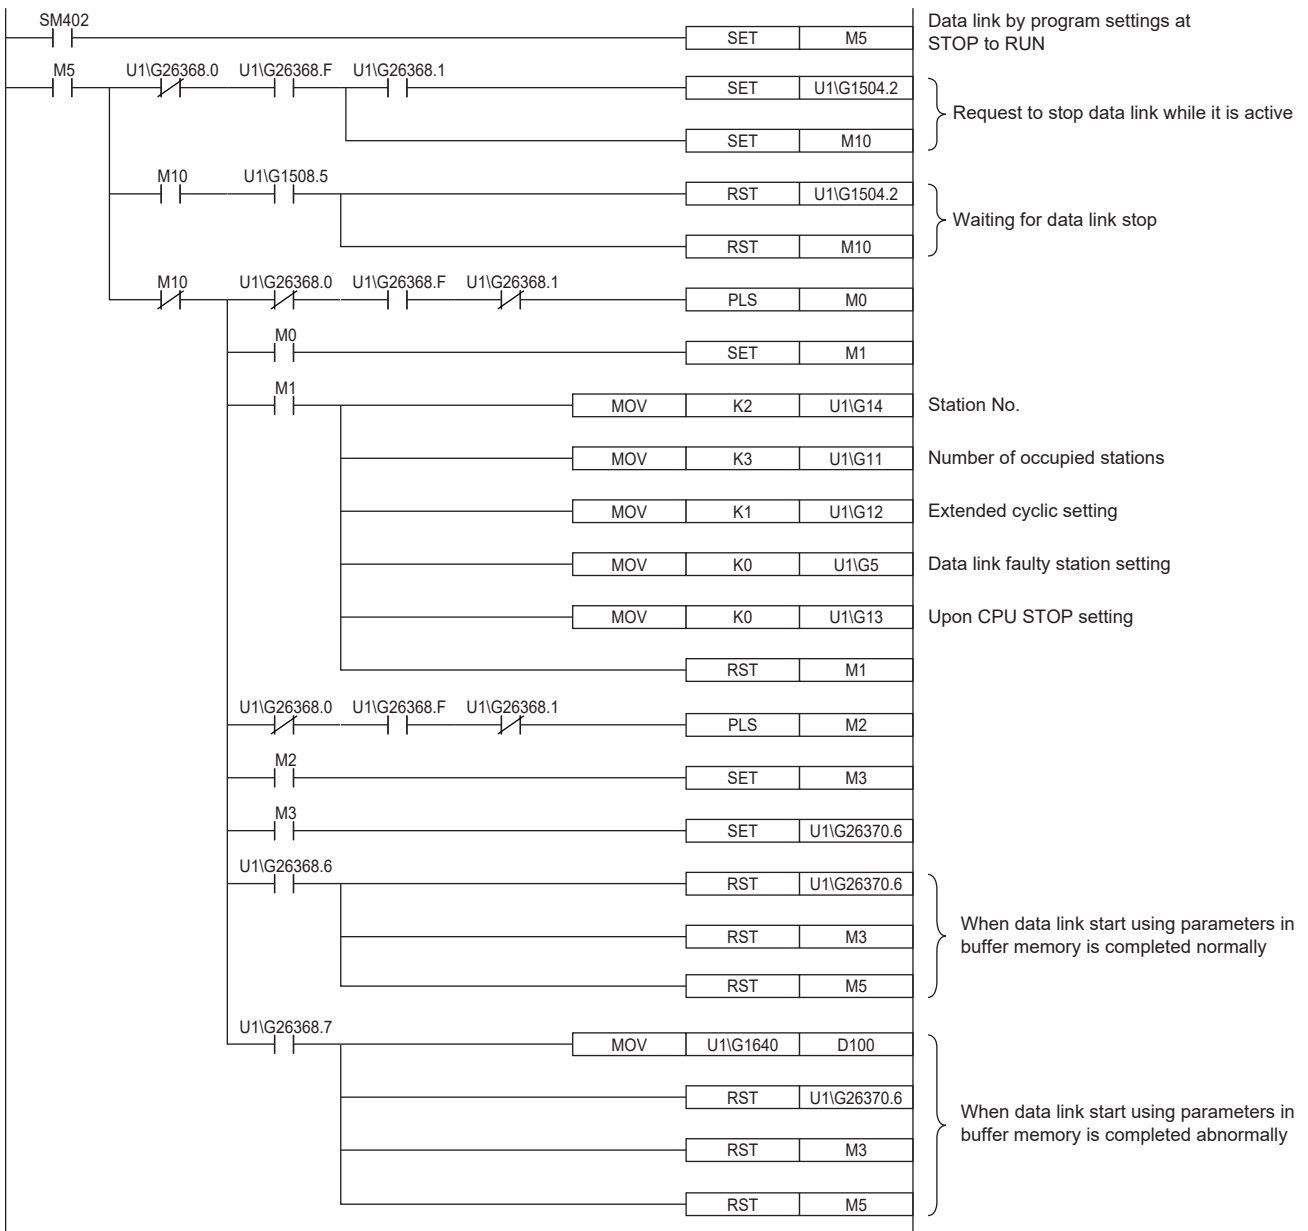 SM402
SET M5
Data link by program settings at
STOP to RUN
M5 U1\G26368.0 U1\G26368.F U1\G26368.1
SET U1\G1504.2
Request to stop data link while it is active
SET M10
M10 U1\G1508.5
RST U1\G1504.2
Waiting for data link stop
RST M10
M10 U1\G26368.0 U1\G26368.F U1\G26368.1
PLS M0
M0
SET M1
M1
MOV K2 U1\G14 Station No.
MOV K3 U1\G11 Number of occupied stations
MOV K1 U1\G12 Extended cyclic setting
MOV K0 U1\G5 Data link faulty station setting
MOV K0 U1\G13 Upon CPU STOP setting
RST M1
U1\G26368.0 U1\G26368.F U1\G26368.1
PLS M2
M2
SET M3
M3
SET U1\G26370.6
U1\G26368.6
RST U1\G26370.6
When data link start using parameters in
buffer memory is completed normally
RST M3
RST M5
U1\G26368.7
MOV U1\G1640 D100
RST U1\G26370.6
When data link start using parameters in
buffer memory is completed abnormally
RST M3
RST M5